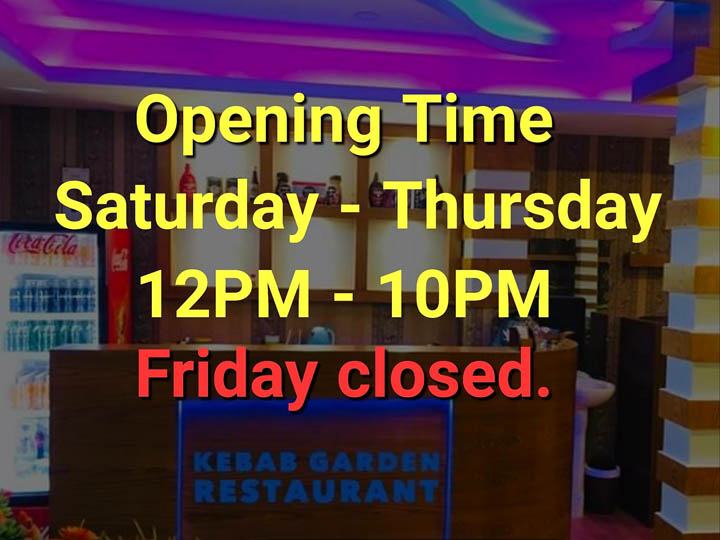 Opening Time
Saturday - Thursday
12PM - 10PM
Friday closed.
Coca-Cola
KEBAB GARDEN
RESTAURANT